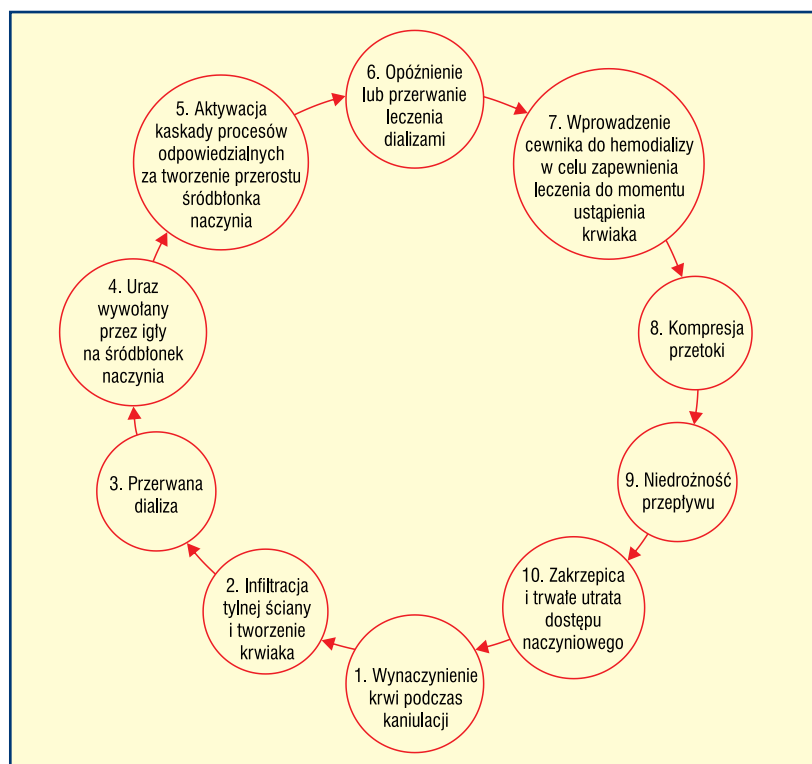 1. Wynaczynienie
krwi podczas
kaniulacji
2. Infiltracja
tylnej ściany
i tworzenie
krwiaka
3. Przerwana
dializa
4. Uraz
wywołany
przez igły
na śródbłonek
naczynia
5. Aktywacja
kaskady procesów
odpowiedzialnych
za tworzenie przerostu
śródbłonka
naczynia
6. Opóźnienie
lub przerwanie
leczenia
dializami
7. Wprowadzenie
cewnika do hemodializy
w celu zapewnienia
leczenia do momentu
ustąpienia
krwiaka
8. Kompresja
przetoki
9. Niedrożność
przepływu
10. Zakrzepica
i trwałe utrata
dostępu
naczyniowego